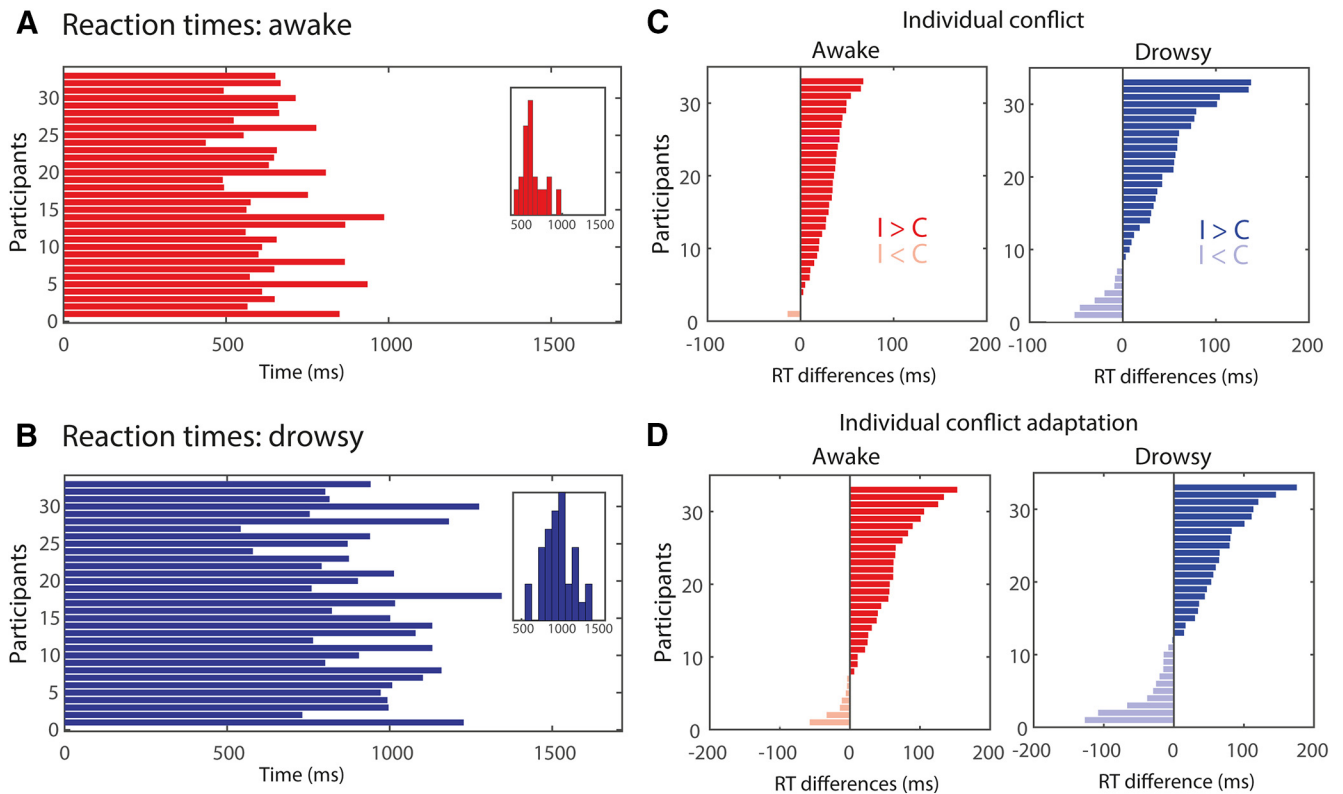 A Reaction times: awake
Participants
30
25
20
15
10
5
0
0 500 1000 1500
Time (ms)
500 1000 1500
B Reaction times: drowsy
Participants
30
25
20
15
10
5
0
0 500 1000 1500
Time (ms)
500 1000 1500
C Individual conflict
Awake
Participants
30
20
10
0
I > C
I < C
-100 0 100 200
RT differences (ms)
Drowsy
30
20
10
0
I > C
I < C
-100 0 100 200
RT differences (ms)
D Individual conflict adaptation
Awake
Participants
30
20
10
0
-200 -100 0 100 200
RT differences (ms)
Drowsy
30
20
10
0
-200 -100 0 100 200
RT difference (ms)